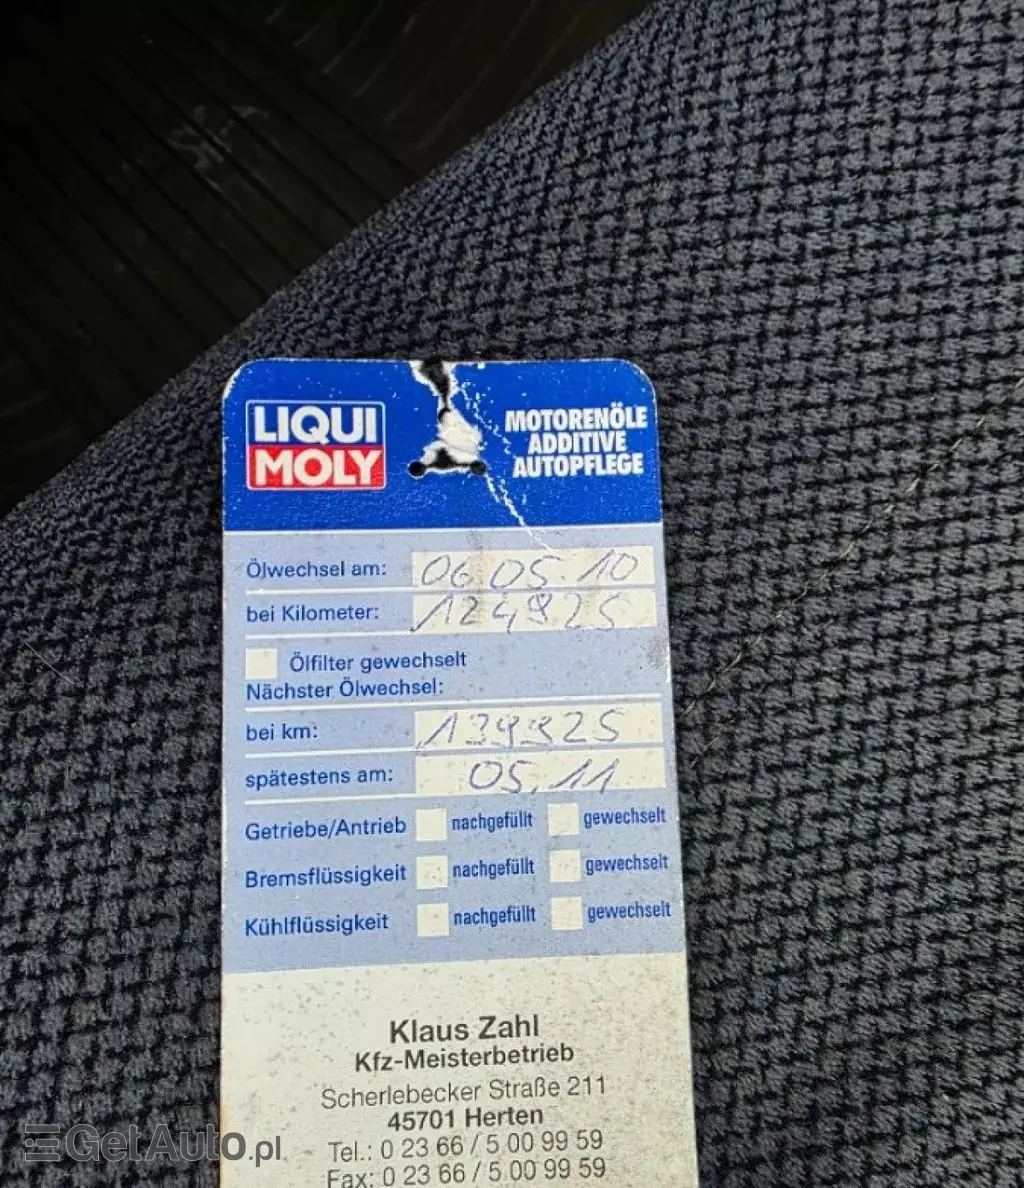 LIQUI
MOLY
MOTORENÖLE
ADDITIVE
AUTOPFLEGE
Ölwechsel am: 06 05.10
bei Kilometer: 124925
Ölfilter gewechselt
Nächster Ölwechsel:
bei km: 139925
spätestens am: 05.11
Getriebe/Antrieb nachgefüllt gewechselt
Bremsflüssigkeit nachgefüllt gewechselt
Kühlflüssigkeit nachgefüllt gewechselt
Klaus Zahl
Kfz-Meisterbetrieb
Scherlebecker Straße 211
45701 Herten
Tel.: 0 23 66 / 5 00 99 59
Fax: 0 23 66 / 5 00 99 59
GetAuto.pl